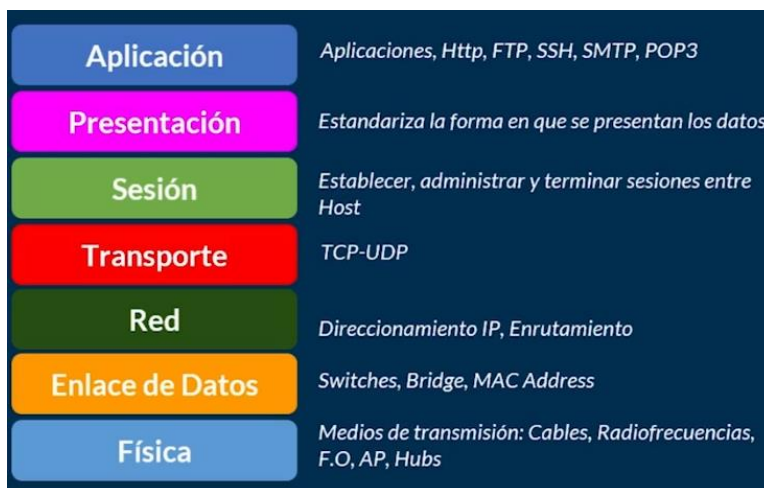 Aplicación
Aplicaciones, Http, FTP, SSH, SMTP, POP3
Presentación
Estandariza la forma en que se presentan los datos
Sesión
Establecer, administrar y terminar sesiones entre
Host
Transporte
TCP-UDP
Red
Direccionamiento IP, Enrutamiento
Enlace de Datos
Switches, Bridge, MAC Address
Física
Medios de transmisión: Cables, Radiofrecuencias,
F.O, AP, Hubs